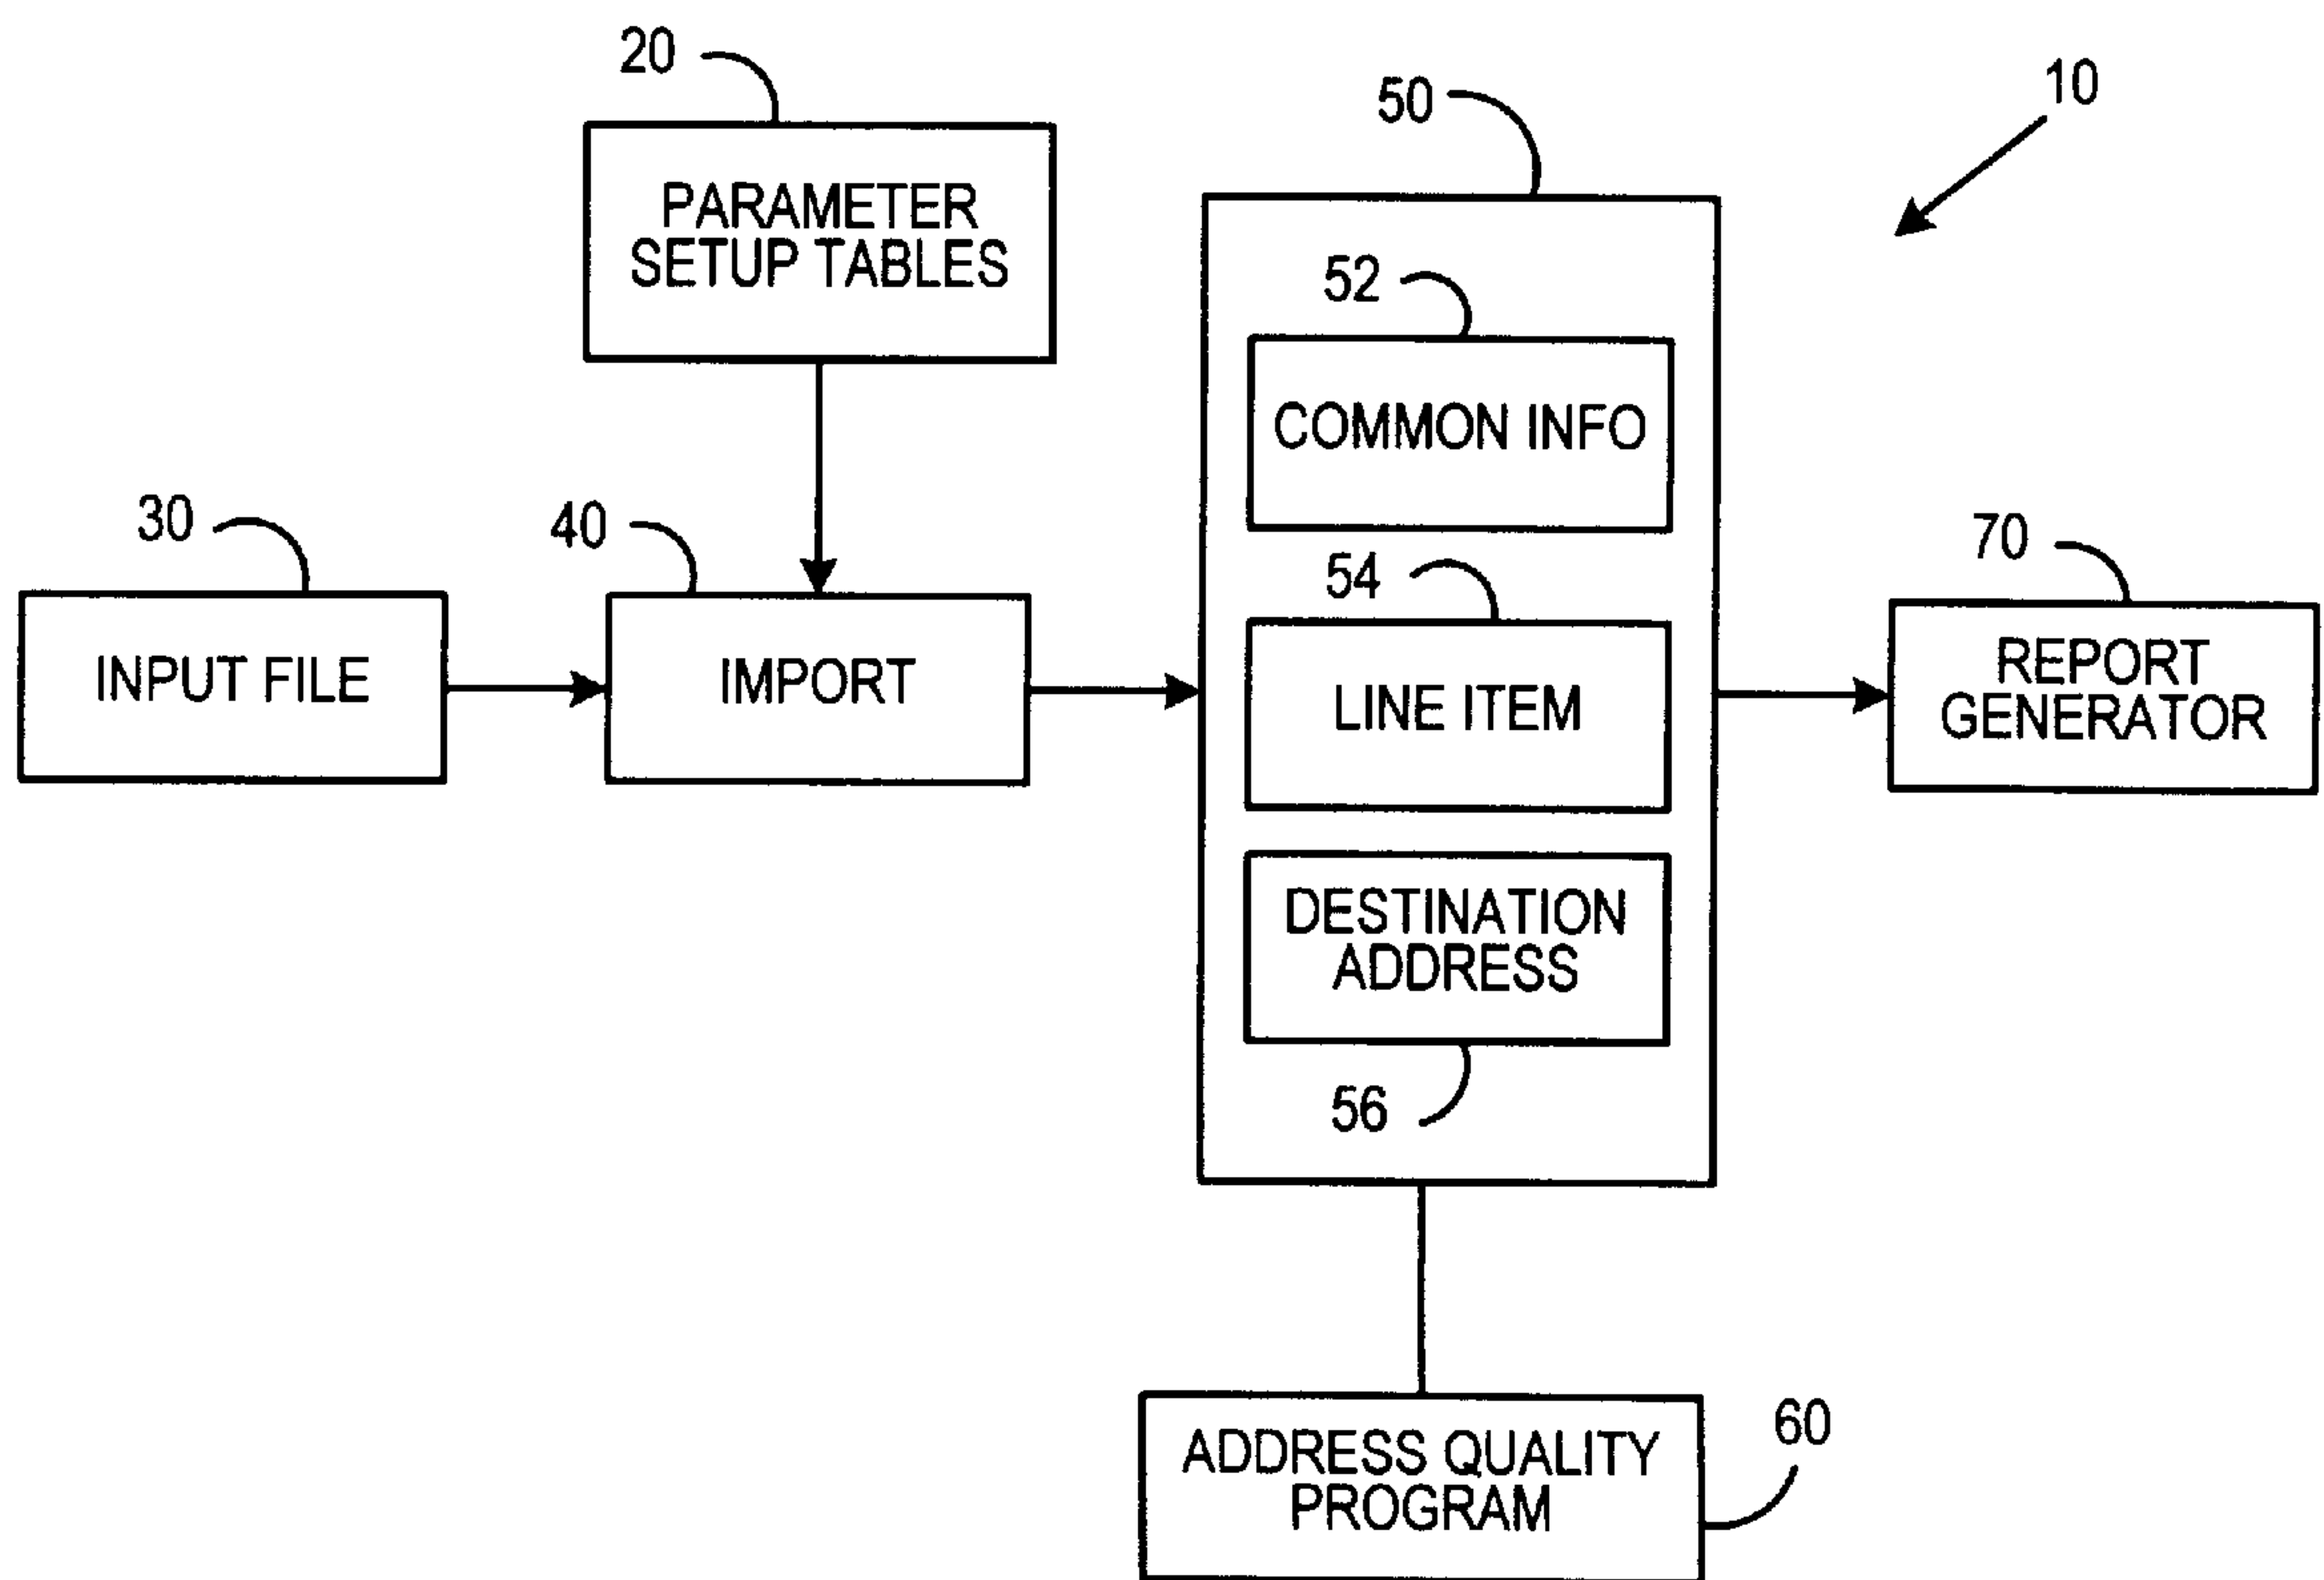 20
PARAMETER
SETUP TABLES
50
10
52
COMMON INFO
30
INPUT FILE
40
IMPORT
54
LINE ITEM
70
REPORT
GENERATOR
DESTINATION
ADDRESS
56
ADDRESS QUALITY
PROGRAM
60